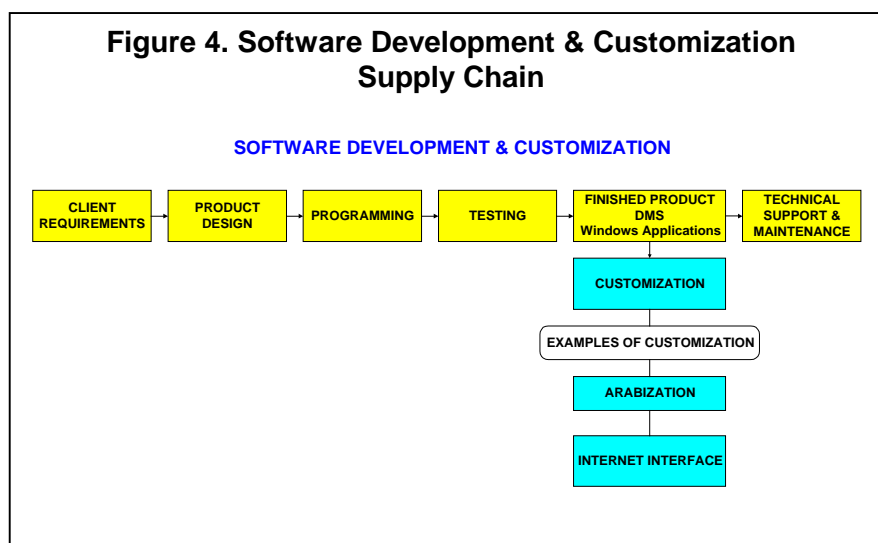 Figure 4. Software Development & Customization
Supply Chain
SOFTWARE DEVELOPMENT & CUSTOMIZATION
CLIENT
REQUIREMENTS
PRODUCT
DESIGN
PROGRAMMING
TESTING
FINISHED PRODUCT
DMS
Windows Applications
TECHNICAL
SUPPORT &
MAINTENANCE
CUSTOMIZATION
EXAMPLES OF CUSTOMIZATION
ARABIZATION
INTERNET INTERFACE